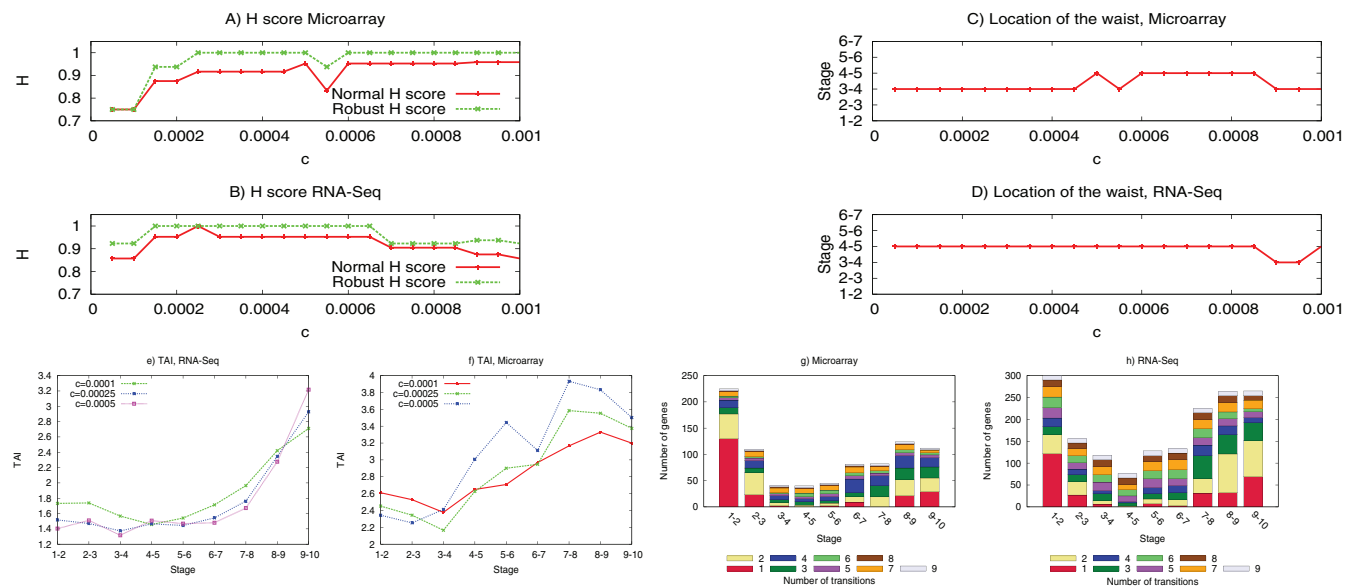 A) H score Microarray
H
1
0.9
0.8
0.7
Normal H score
Robust H score
0 0.0002 0.0004 0.0006 0.0008 0.001
c
C) Location of the waist, Microarray
Stage
6-7
5-6
4-5
3-4
2-3
1-2
0 0.0002 0.0004 0.0006 0.0008 0.001
c
B) H score RNA-Seq
H
1
0.9
0.8
0.7
Normal H score
Robust H score
0 0.0002 0.0004 0.0006 0.0008 0.001
c
D) Location of the waist, RNA-Seq
Stage
6-7
5-6
4-5
3-4
2-3
1-2
0 0.0002 0.0004 0.0006 0.0008 0.001
c
e) TAI, RNA-Seq
TAI
3.4
3.2
3
2.8
2.6
2.4
2.2
2
1.8
1.6
1.4
1.2
c=0.0001
c=0.00025
c=0.0005
1-2 2-3 3-4 4-5 5-6 6-7 7-8 8-9 9-10
Stage
f) TAI, Microarray
TAI
4
3.8
3.6
3.4
3.2
3
2.8
2.6
2.4
2.2
2
c=0.0001
c=0.00025
c=0.0005
1-2 2-3 3-4 4-5 5-6 6-7 7-8 8-9 9-10
Stage
g) Microarray
Number of genes
250
200
150
100
50
0
1-2 2-3 3-4 4-5 5-6 6-7 7-8 8-9 9-10
Stage
2 4 6 8
1 3 5 7 9
Number of transitions
h) RNA-Seq
Number of genes
300
250
200
150
100
50
0
1-2 2-3 3-4 4-5 5-6 6-7 7-8 8-9 9-10
Stage
2 4 6 8
1 3 5 7 9
Number of transitions